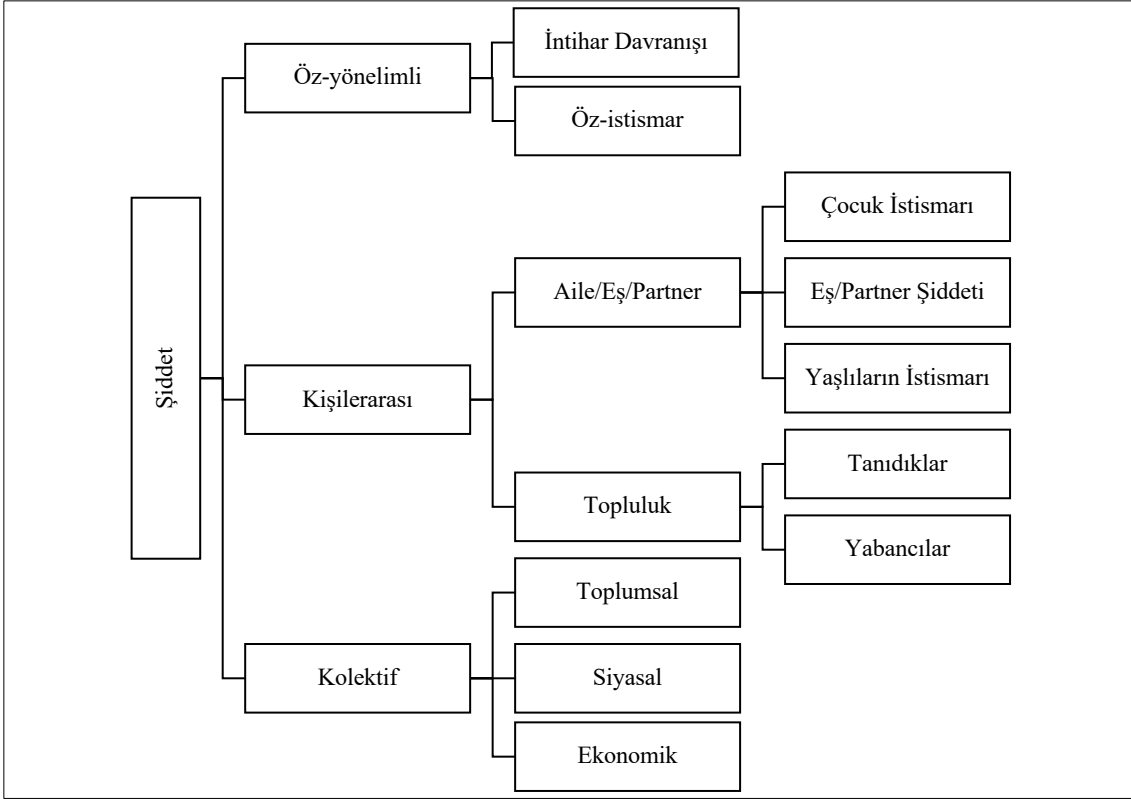 Şiddet
Öz-yönelimli
İntihar Davranışı
Öz-istismar
Kişilerarası
Aile/Eş/Partner
Çocuk İstismarı
Eş/Partner Şiddeti
Yaşlıların İstismarı
Topluluk
Tanıdıklar
Yabancılar
Kolektif
Toplumsal
Siyasal
Ekonomik